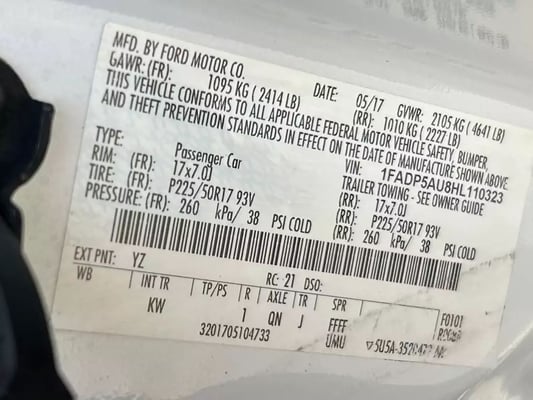 MFD. BY FORD MOTOR CO.
DATE: 05/17 GVWR: 2105 KG (4641 LB)
GAWR: (FR): 1095 KG (2414 LB) (RR): 1010 KG (2227 LB)
THIS VEHICLE CONFORMS TO ALL APPLICABLE FEDERAL MOTOR VEHICLE SAFETY, BUMPER,
AND THEFT PREVENTION STANDARDS IN EFFECT ON THE DATE OF MANUFACTURE SHOWN ABOVE
VIN: 1FADP5AU8HL110323
TYPE: Passenger Car TRAILER TOWING - SEE OWNER GUIDE
RIM: (FR): 17x7.0J (RR): 17x7.0J
TIRE: (FR): P225/50R17 93V (RR): P225/50R17 93V
PRESSURE: (FR): 260 kPa/ 38 PSI COLD (RR): 260 kPa/ 38 PSI COLD
EXT PNT: YZ RC: 21 DSO:
WB INT TR TP/PS R AXLE TR SPR F0101
KW 1 QN J FFFF
3201705104733 UMU